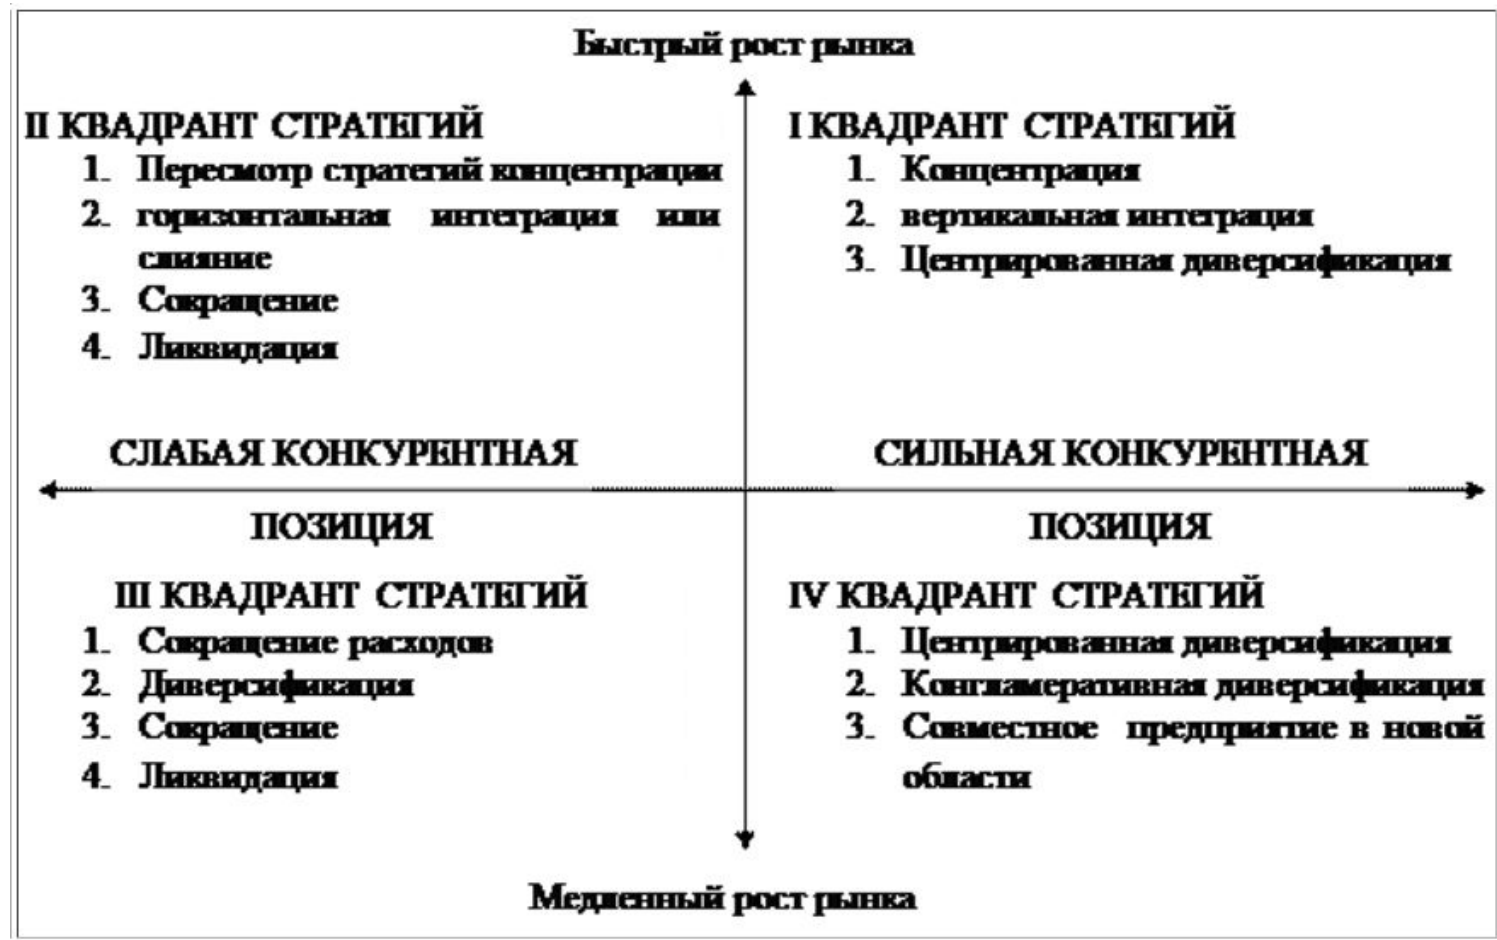 Быстрый рост рынка
II КВАДРАНТ СТРАТЕГИЙ
1. Пересмотр стратегий концентрации
2. горизонтальная интеграция или
слияние
3. Сокращение
4. Ликвидация
I КВАДРАНТ СТРАТЕГИЙ
1. Концентрация
2. вертикальная интеграция
3. Центрированная диверсификация
СЛАБАЯ КОНКУРЕНТНАЯ
ПОЗИЦИЯ
СИЛЬНАЯ КОНКУРЕНТНАЯ
ПОЗИЦИЯ
III КВАДРАНТ СТРАТЕГИЙ
1. Сокращение расходов
2. Диверсификация
3. Сокращение
4. Ликвидация
IV КВАДРАНТ СТРАТЕГИЙ
1. Центрированная диверсификация
2. Конгламеративная диверсификация
3. Совместное предприятие в новой
области
Медленный рост рынка